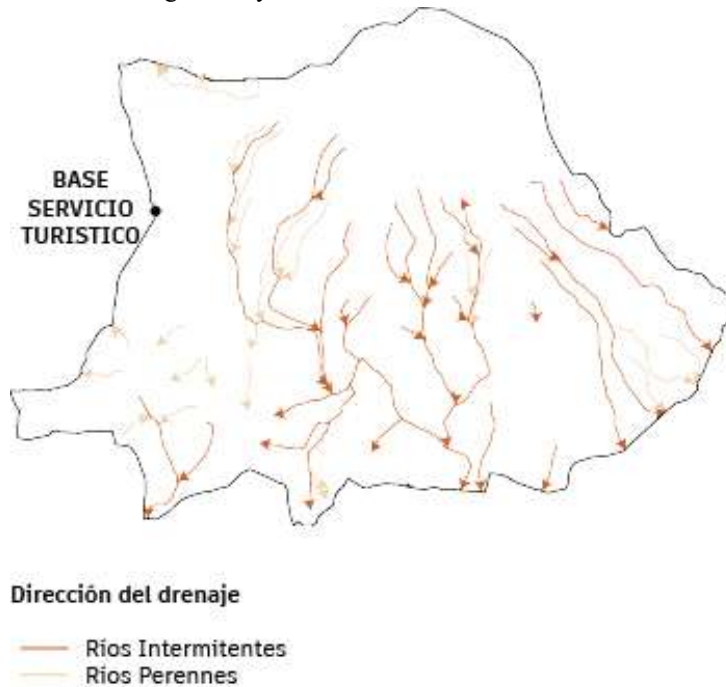 BASE
SERVICIO
TURISTICO
Dirección del drenaje
Ríos Intermitentes
Ríos Perennes